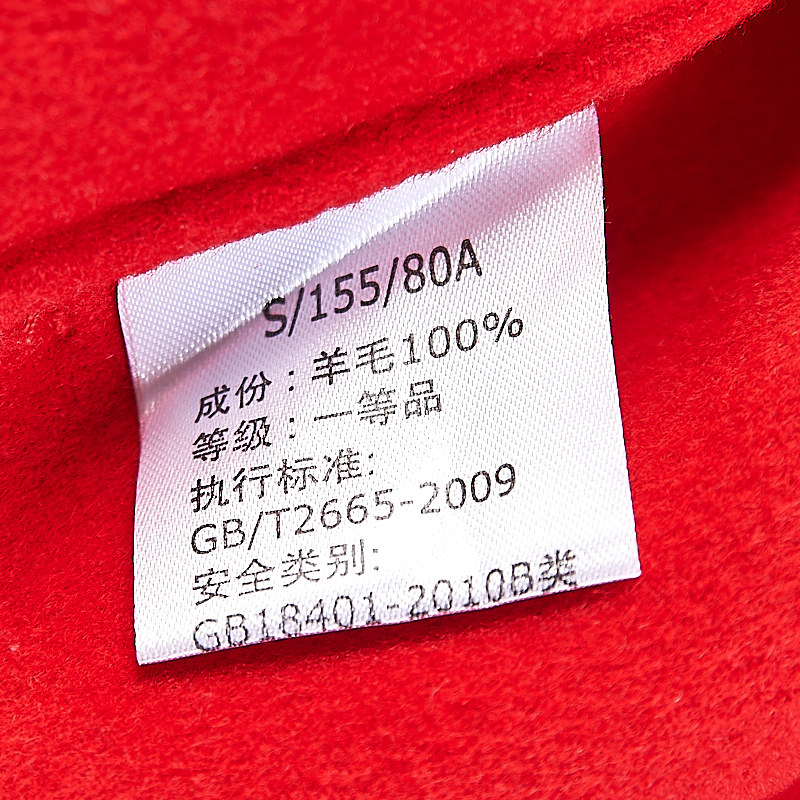 S/155/80A
成份：羊毛100%
等级：一等品
执行标准:
GB/T2665-2009
安全类别:
GB18401-2010B类